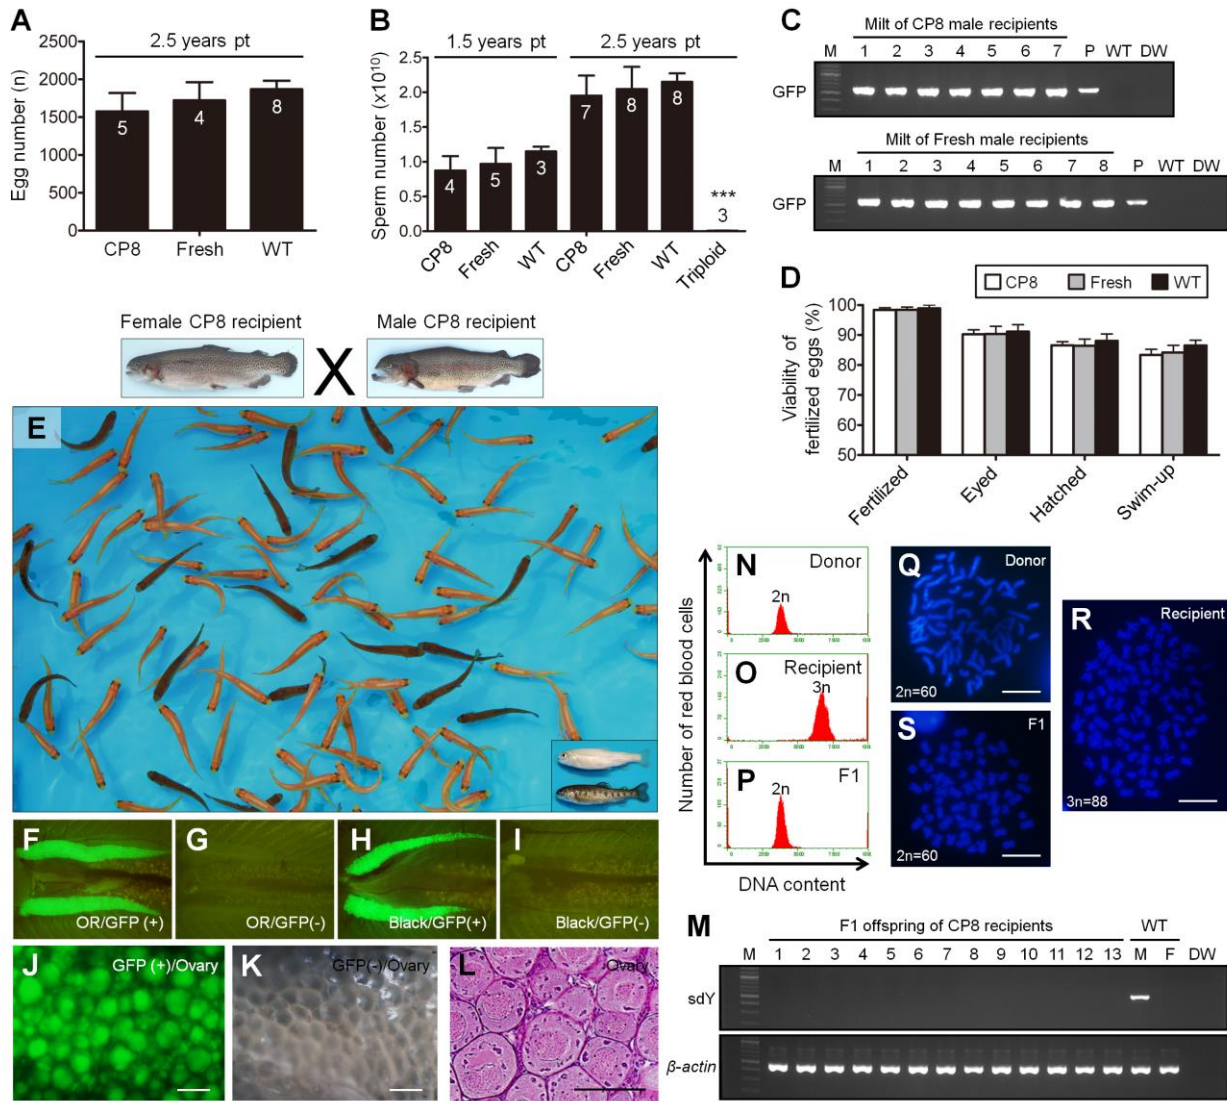 A
2.5 years pt
Egg number (n)
2500
2000
1500
1000
500
0
5
4
8
CP8 Fresh WT
B
1.5 years pt 2.5 years pt
Sperm number (x10¹⁰)
2.5
2.0
1.5
1.0
0.5
0.0
4
5
3
7
8
8
***
3
CP8 Fresh WT CP8 Fresh WT Triploid
C
Milt of CP8 male recipients
M 1 2 3 4 5 6 7 P WT DW
GFP
Milt of Fresh male recipients
M 1 2 3 4 5 6 7 8 P WT DW
GFP
D
CP8 Fresh WT
Viability of
fertilized eggs (%)
100
90
80
70
60
50
Fertilized Eyed Hatched Swim-up
Female CP8 recipient Male CP8 recipient
X
E
F
OR/GFP (+)
G
OR/GFP(-)
H
Black/GFP(+)
I
Black/GFP(-)
J
GFP (+)/Ovary
K
GFP(-)/Ovary
L
Ovary
Number of red blood cells
N
Donor
2n
O
Recipient
3n
P
F1
2n
DNA content
Q
Donor
2n=60
R
Recipient
3n=88
S
F1
2n=60
M
F1 offspring of CP8 recipients WT
M 1 2 3 4 5 6 7 8 9 10 11 12 13 M F DW
sdY
β-actin